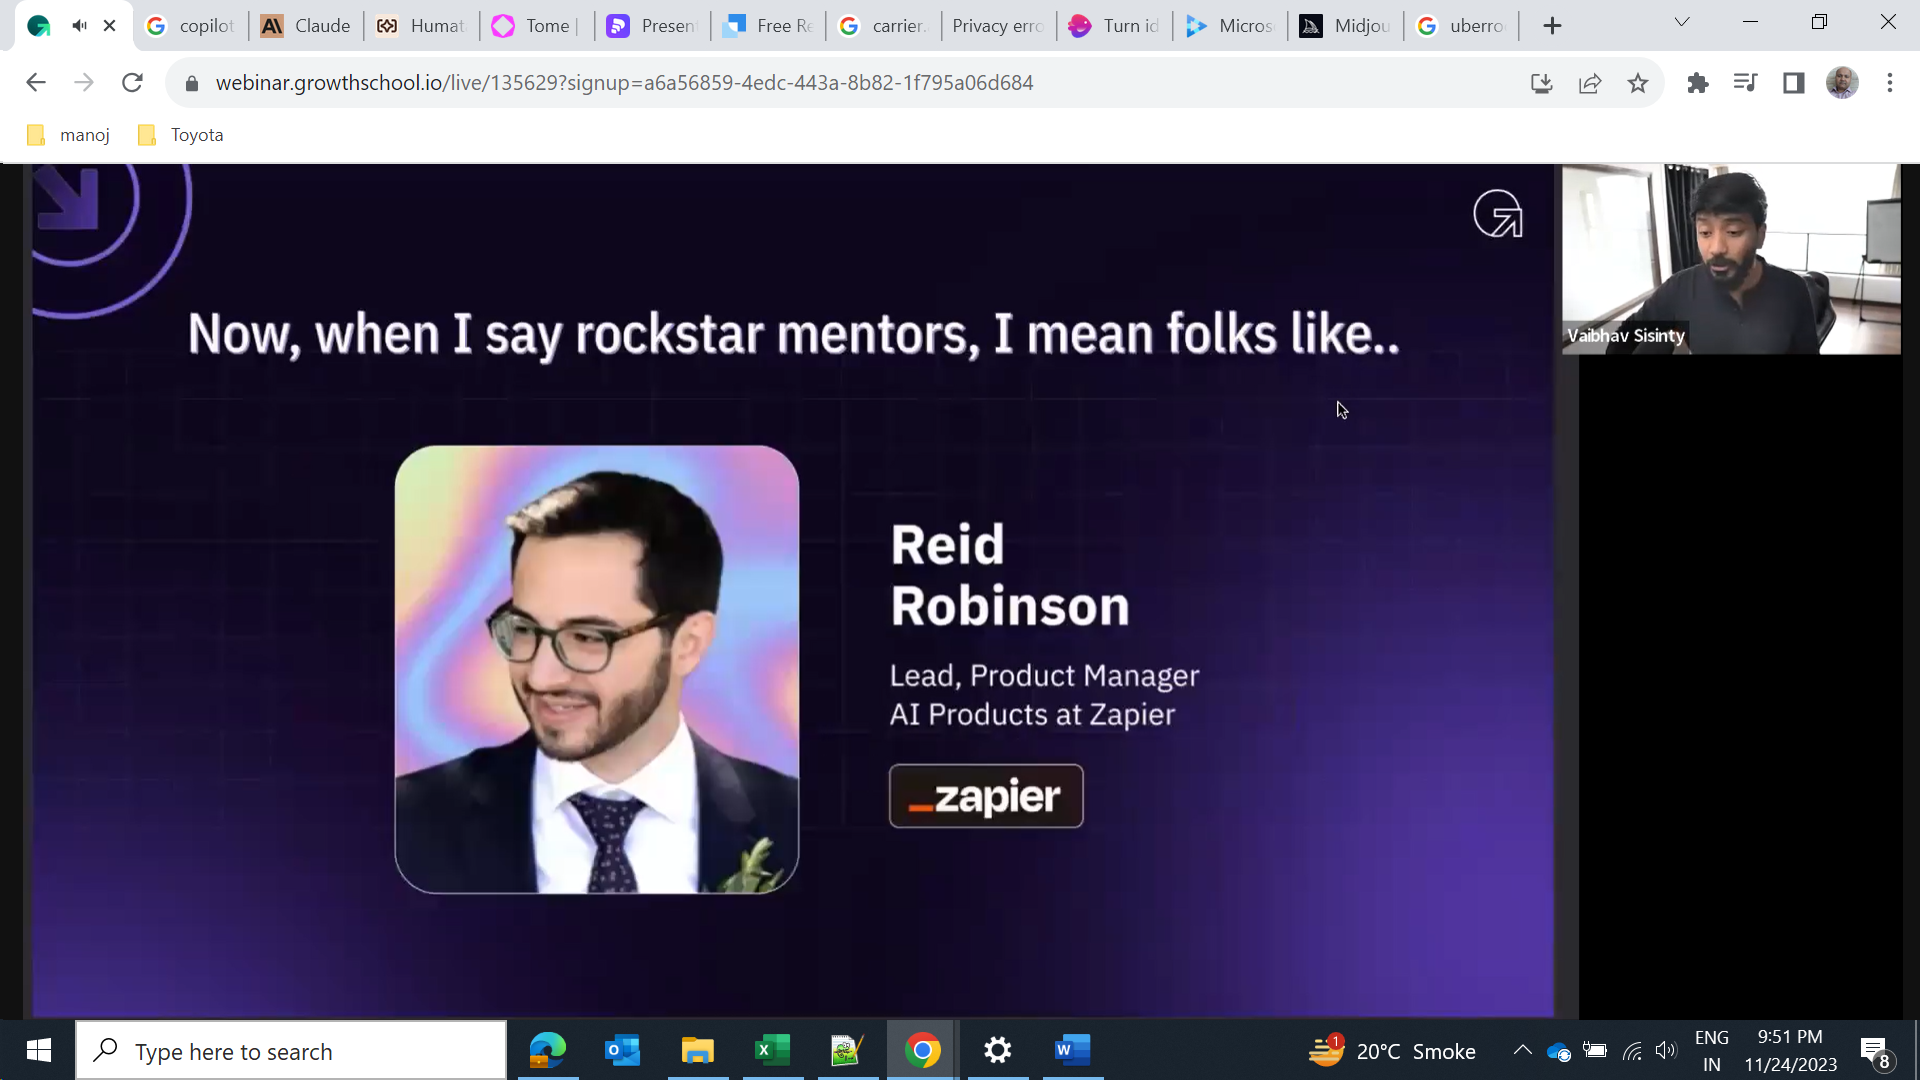 copilot
Claude
Humat
Tome |
Presen
Free Re
carrier.
Privacy erro
Turn id
Micros
Midjou
uberro
webinar.growthschool.io/live/135629?signup=a6a56859-4edc-443a-8b82-1f795a06d684
manoj
Toyota
Now, when I say rockstar mentors, I mean folks like..
Vaibhav Sisinty
Reid
Robinson
Lead, Product Manager
AI Products at Zapier
_zapier
Type here to search
1
20°C Smoke
ENG
IN
9:51 PM
11/24/2023
8